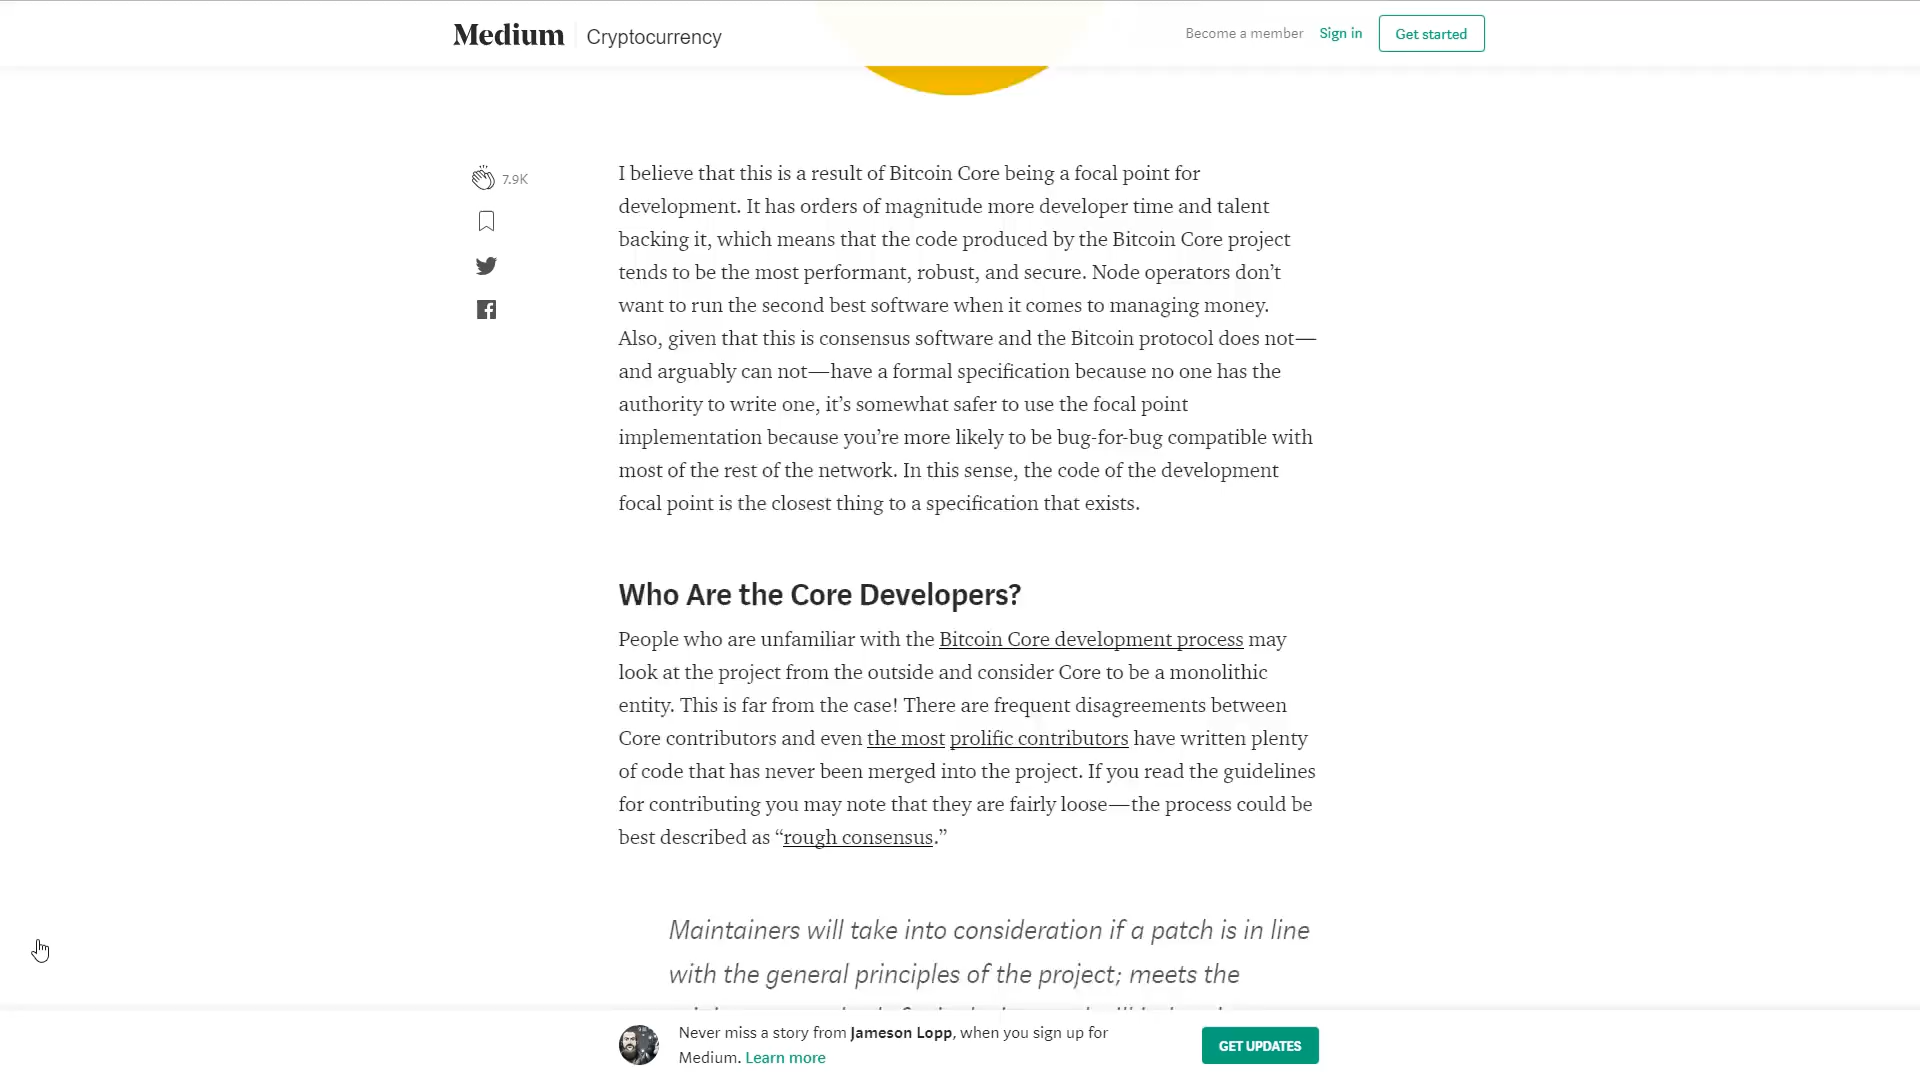 Medium
Cryptocurrency
Become a member
Sign in
Get started
7.9K
I believe that this is a result of Bitcoin Core being a focal point for
development. It has orders of magnitude more developer time and talent
backing it, which means that the code produced by the Bitcoin Core project
tends to be the most performant, robust, and secure. Node operators don’t
want to run the second best software when it comes to managing money.
Also, given that this is consensus software and the Bitcoin protocol does not—
and arguably can not—have a formal specification because no one has the
authority to write one, it’s somewhat safer to use the focal point
implementation because you’re more likely to be bug-for-bug compatible with
most of the rest of the network. In this sense, the code of the development
focal point is the closest thing to a specification that exists.
Who Are the Core Developers?
People who are unfamiliar with the Bitcoin Core development process may
look at the project from the outside and consider Core to be a monolithic
entity. This is far from the case! There are frequent disagreements between
Core contributors and even the most prolific contributors have written plenty
of code that has never been merged into the project. If you read the guidelines
for contributing you may note that they are fairly loose—the process could be
best described as “rough consensus.”
Maintainers will take into consideration if a patch is in line
with the general principles of the project; meets the
Never miss a story from Jameson Lopp, when you sign up for
Medium. Learn more
GET UPDATES